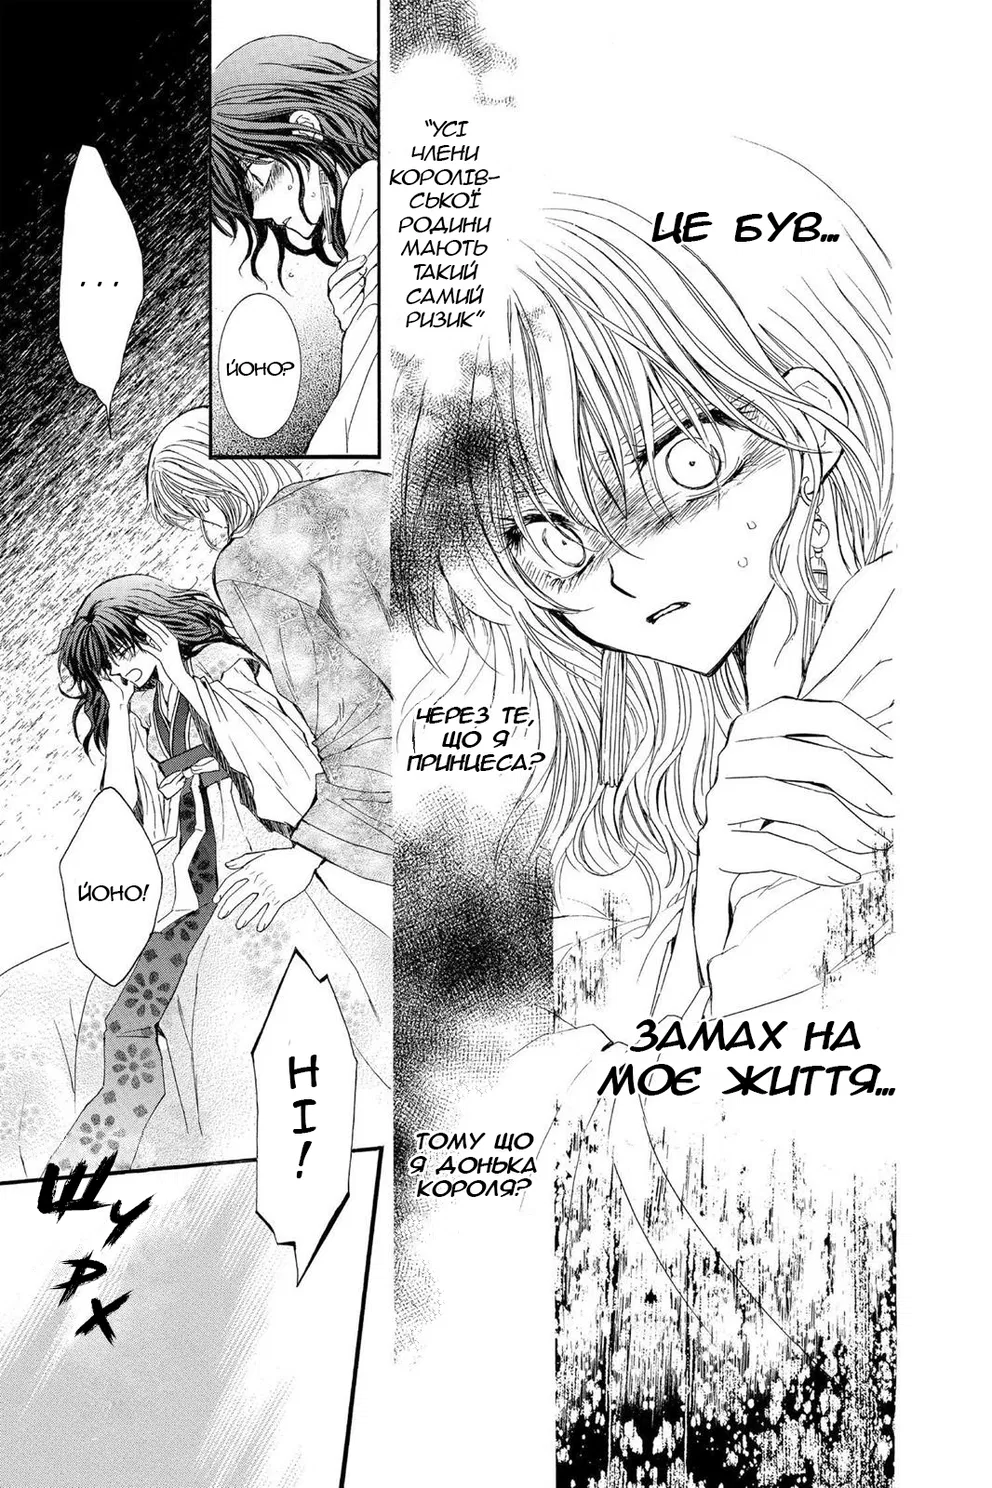 ЦЕ БУВ...
"УСІ
ЧЛЕНИ
КОРОЛІВ-
СЬКОЇ
РОДИНИ
МАЮТЬ
ТАКИЙ
САМИЙ
РИЗИК"
ЧЕРЕЗ ТЕ,
ЩО Я
ПРИНЦЕСА?
ЗАМАХ НА
МОЄ ЖИТТЯ...
ТОМУ ЩО
Я ДОНЬКА
КОРОЛЯ?
ЙОНО?
...
ЙОНО!
НІ!
ШУРХ